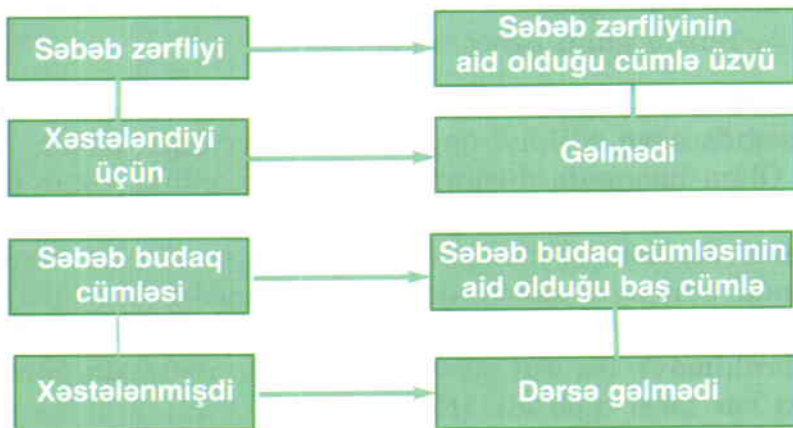 Səbəb zərfliyi
Səbəb zərfliyinin
aid olduğu cümlə üzvü
Xəstələndiyi
üçün
Gəlmədi
Səbəb budaq
cümləsi
Səbəb budaq cümləsinin
aid olduğu baş cümlə
Xəstələnmişdi
Dərsə gəlmədi